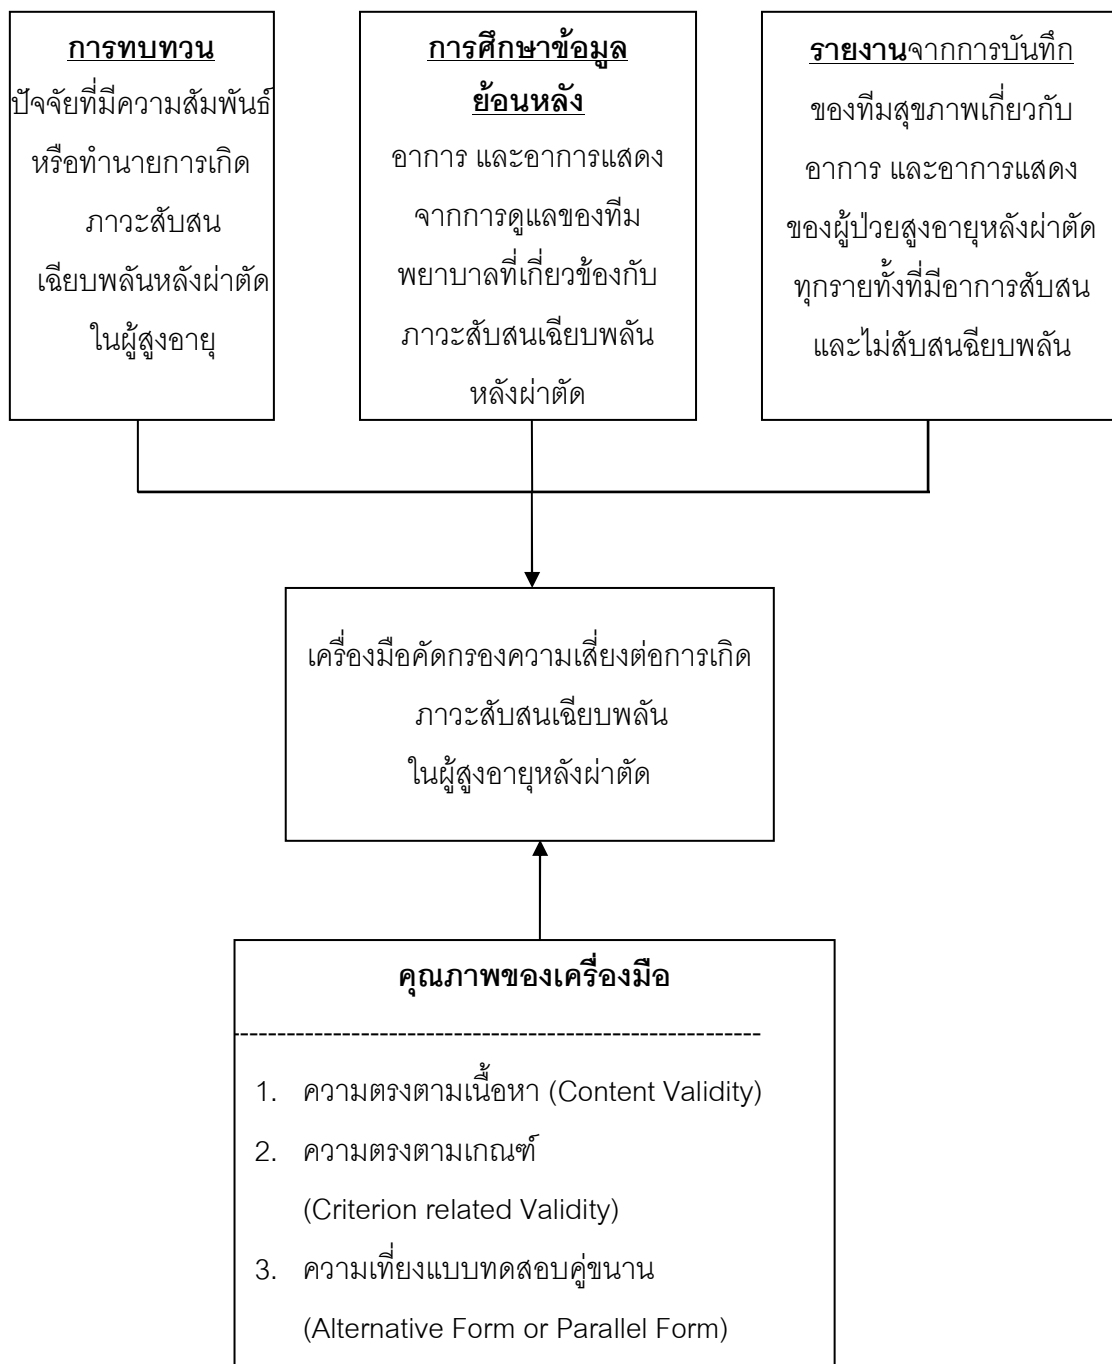 การทบทวน
ปัจจัยที่มีความสัมพันธ์
หรือทำนายการเกิด
ภาวะสับสน
เฉียบพลันหลังผ่าตัด
ในผู้สูงอายุ
การศึกษาข้อมูล
ย้อนหลัง
อาการ และอาการแสดง
จากการดูแลของทีม
พยาบาลที่เกี่ยวข้องกับ
ภาวะสับสนเฉียบพลัน
หลังผ่าตัด
รายงานจากการบันทึก
ของทีมสุขภาพเกี่ยวกับ
อาการ และอาการแสดง
ของผู้ป่วยสูงอายุหลังผ่าตัด
ทุกรายทั้งที่มีอาการสับสน
และไม่สับสนฉียบพลัน
เครื่องมือคัดกรองความเสี่ยงต่อการเกิด
ภาวะสับสนเฉียบพลัน
ในผู้สูงอายุหลังผ่าตัด
คุณภาพของเครื่องมือ
1. ความตรงตามเนื้อหา (Content Validity)
2. ความตรงตามเกณฑ์
(Criterion related Validity)
3. ความเที่ยงแบบทดสอบคู่ขนาน
(Alternative Form or Parallel Form)